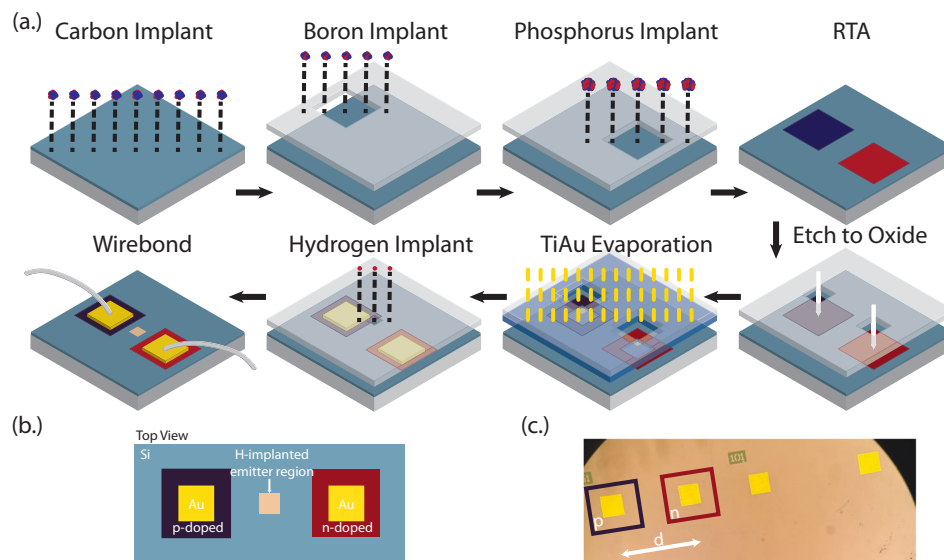 (a.)
Carbon Implant
Boron Implant
Phosphorus Implant
RTA
Etch to Oxide
TiAu Evaporation
Hydrogen Implant
Wirebond
(b.)
Top View
Si
H-implanted
emitter region
Au
Au
p-doped
n-doped
(c.)
101
p
n
d